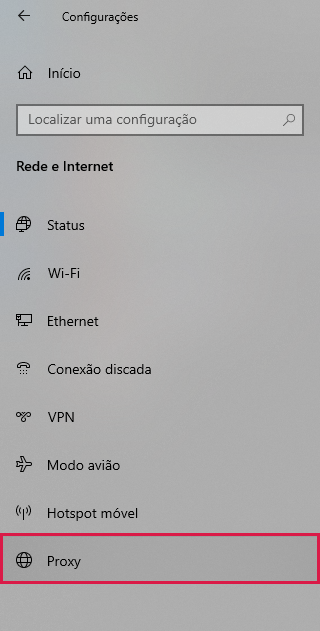 Configurações
Início
Localizar uma configuração
Rede e Internet
Status
Wi-Fi
Ethernet
Conexão discada
VPN
Modo avião
Hotspot móvel
Proxy